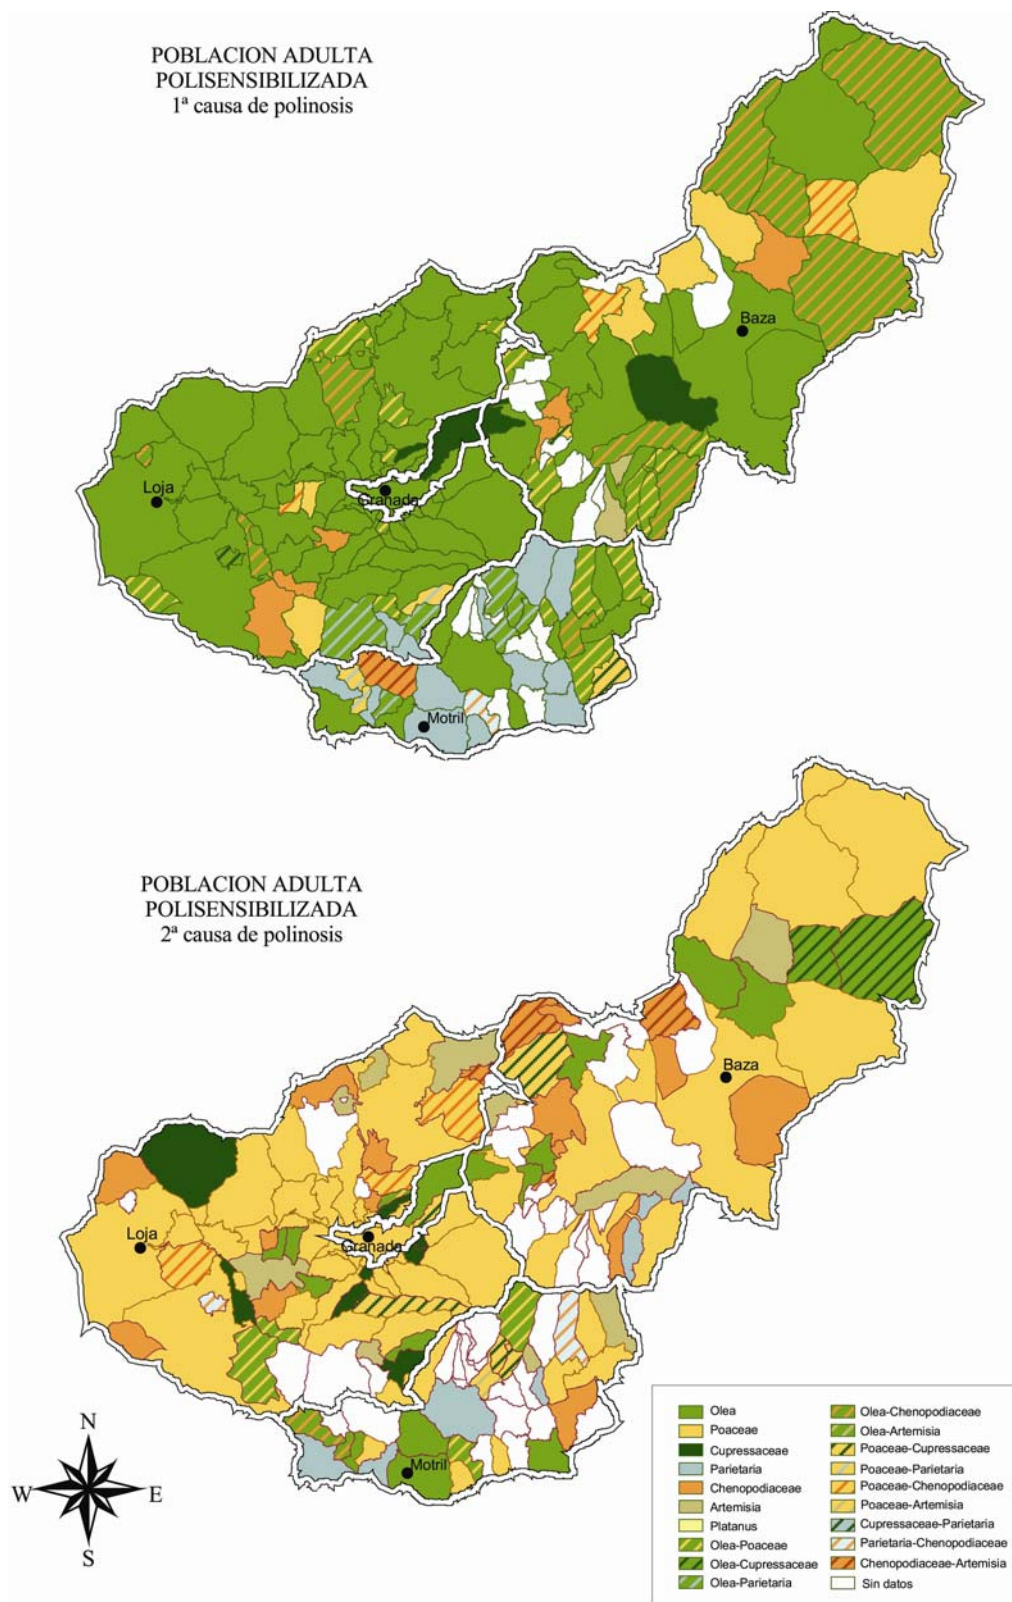 POBLACION ADULTA
POLISENSIBILIZADA
1ª causa de polinosis
Baza
Loja
Granada
Motril
POBLACION ADULTA
POLISENSIBILIZADA
2ª causa de polinosis
Baza
Loja
Granada
Motril
N
W
E
S
Olea
Poaceae
Cupressaceae
Parietaria
Chenopodiaceae
Artemisia
Platanus
Olea-Poaceae
Olea-Cupressaceae
Olea-Parietaria
Olea-Chenopodiaceae
Olea-Artemisia
Poaceae-Cupressaceae
Poaceae-Parietaria
Poaceae-Chenopodiaceae
Poaceae-Artemisia
Cupressaceae-Parietaria
Parietaria-Chenopodiaceae
Chenopodiaceae-Artemisia
Sin datos